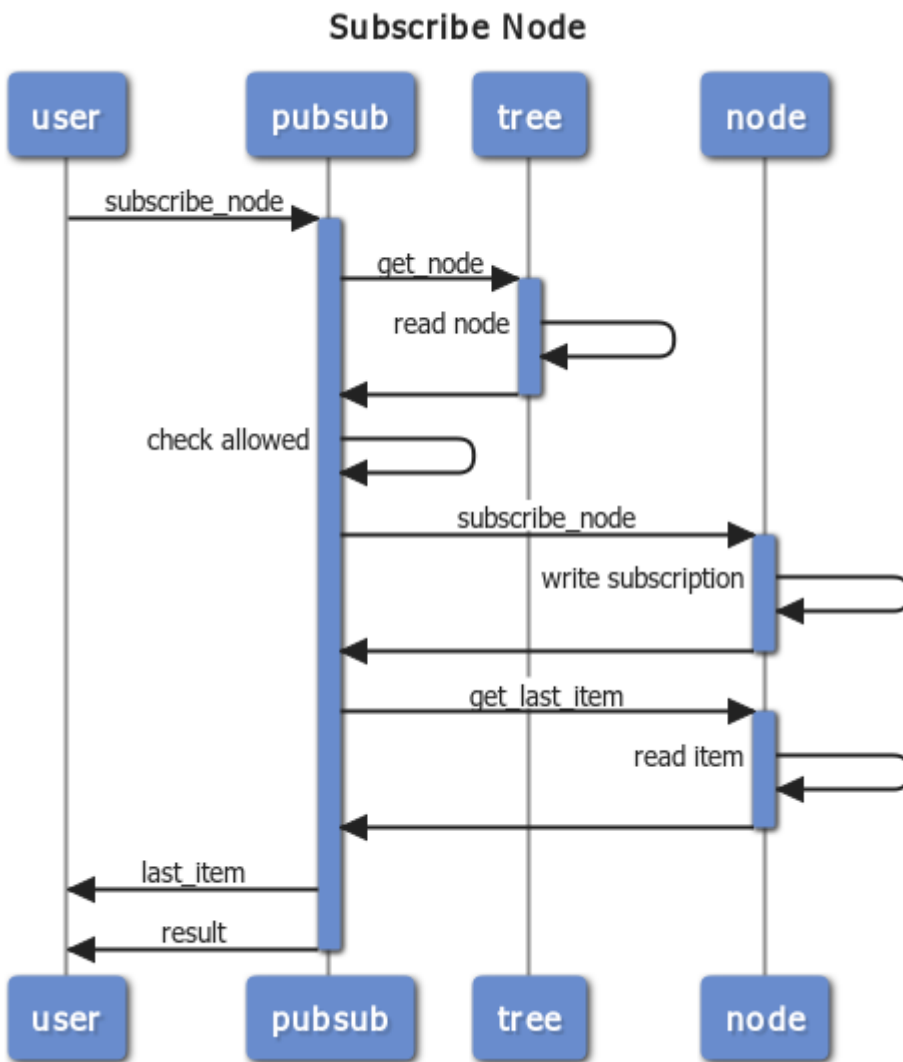 Subscribe Node
user
pubsub
tree
node
subscribe_node
get_node
read node
check allowed
subscribe_node
write subscription
get_last_item
read item
last_item
result
user
pubsub
tree
node